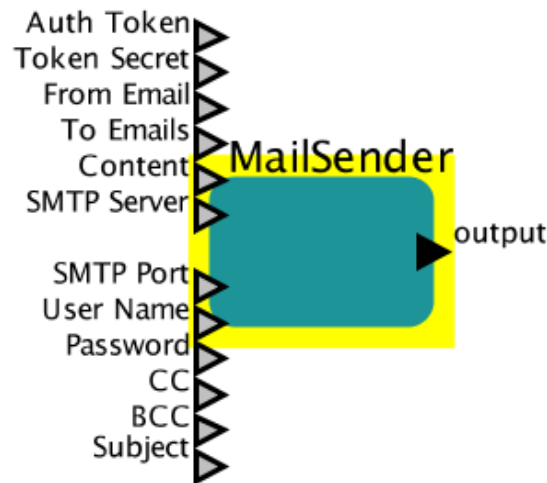 Auth Token
Token Secret
From Email
To Emails
Content
MailSender
SMTP Server
output
SMTP Port
User Name
Password
CC
BCC
Subject